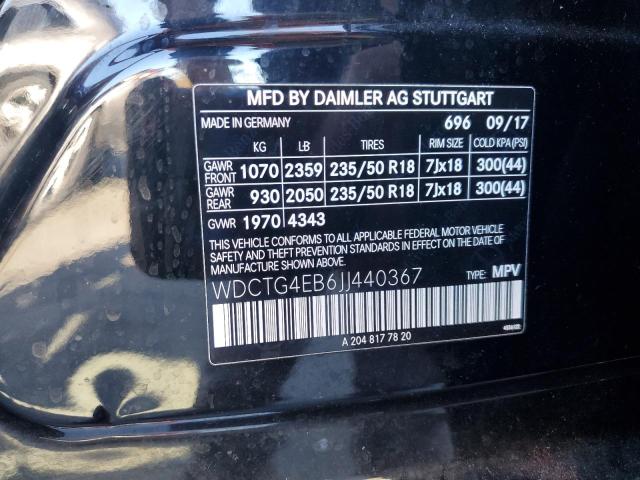 MFD BY DAIMLER AG STUTTGART
MADE IN GERMANY 696 09/17
KG LB TIRES RIM SIZE COLD KPA(PSI)
GAWR FRONT 1070 2359 235/50 R18 7Jx18 300(44)
GAWR REAR 930 2050 235/50 R18 7Jx18 300(44)
GVWR 1970 4343
THIS VEHICLE CONFORMS TO ALL APPLICABLE FEDERAL MOTOR VEHICLE
SAFETY AND THEFT PREVENTION STANDARDS IN EFFECT ON THE
DATE OF MANUFACTURE SHOWN ABOVE.
WDCTG4EB6JJ440367 TYPE: MPV
A 204 817 78 20